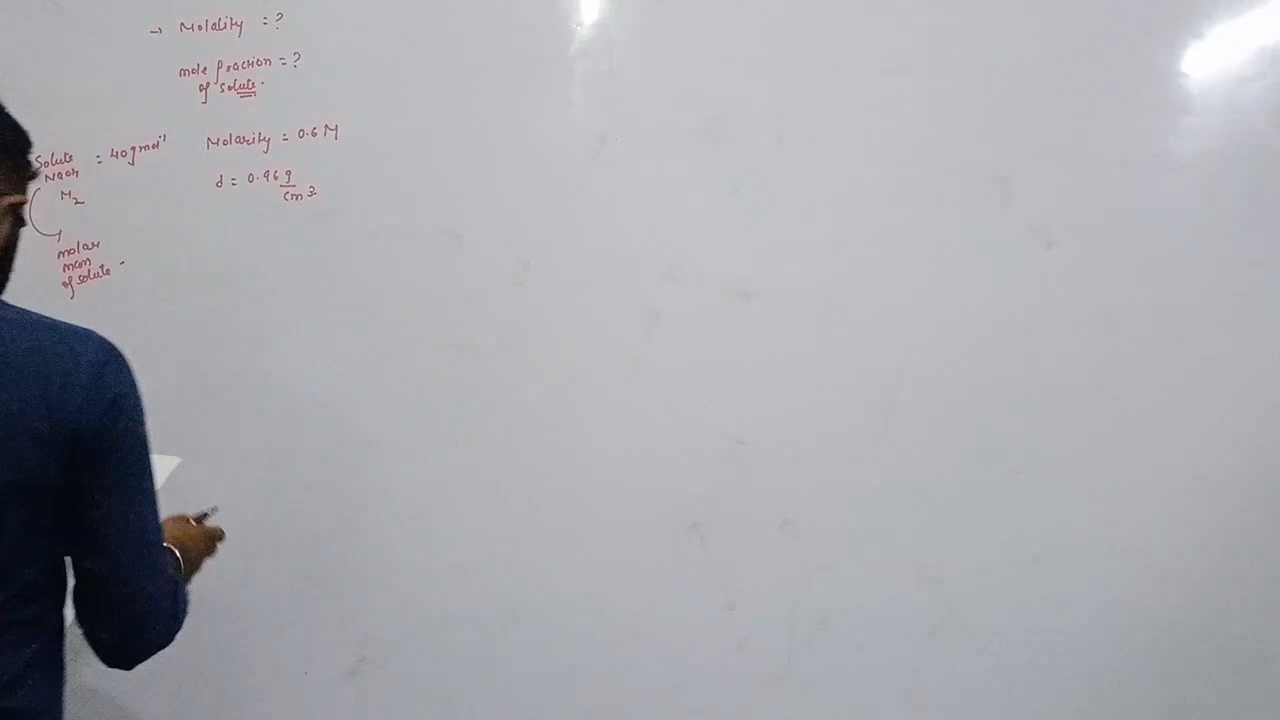 → Molality = ?
mole fraction = ?
of solute.
Solute = 40 g mol⁻¹
NaOH
M₂
molar
mass
of solute
Molarity = 0.6 M
d = 0.96 g/cm³